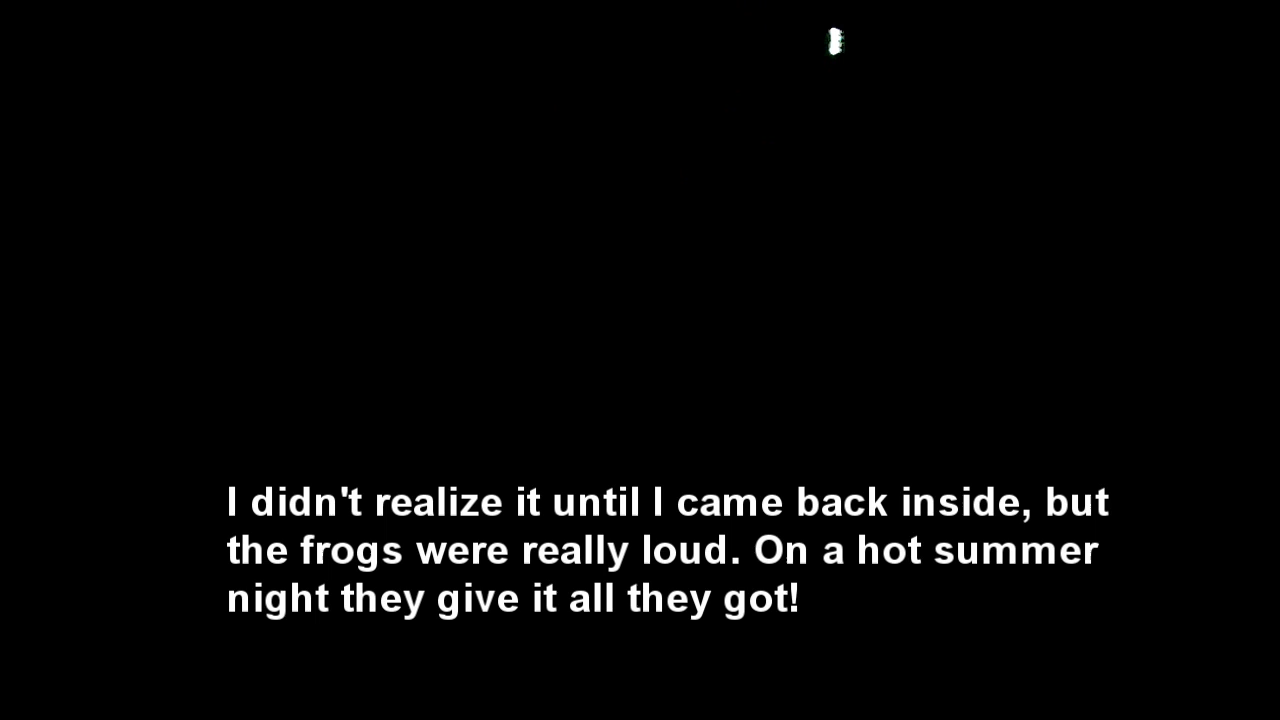 I didn't realize it until I came back inside, but
the frogs were really loud. On a hot summer
night they give it all they got!